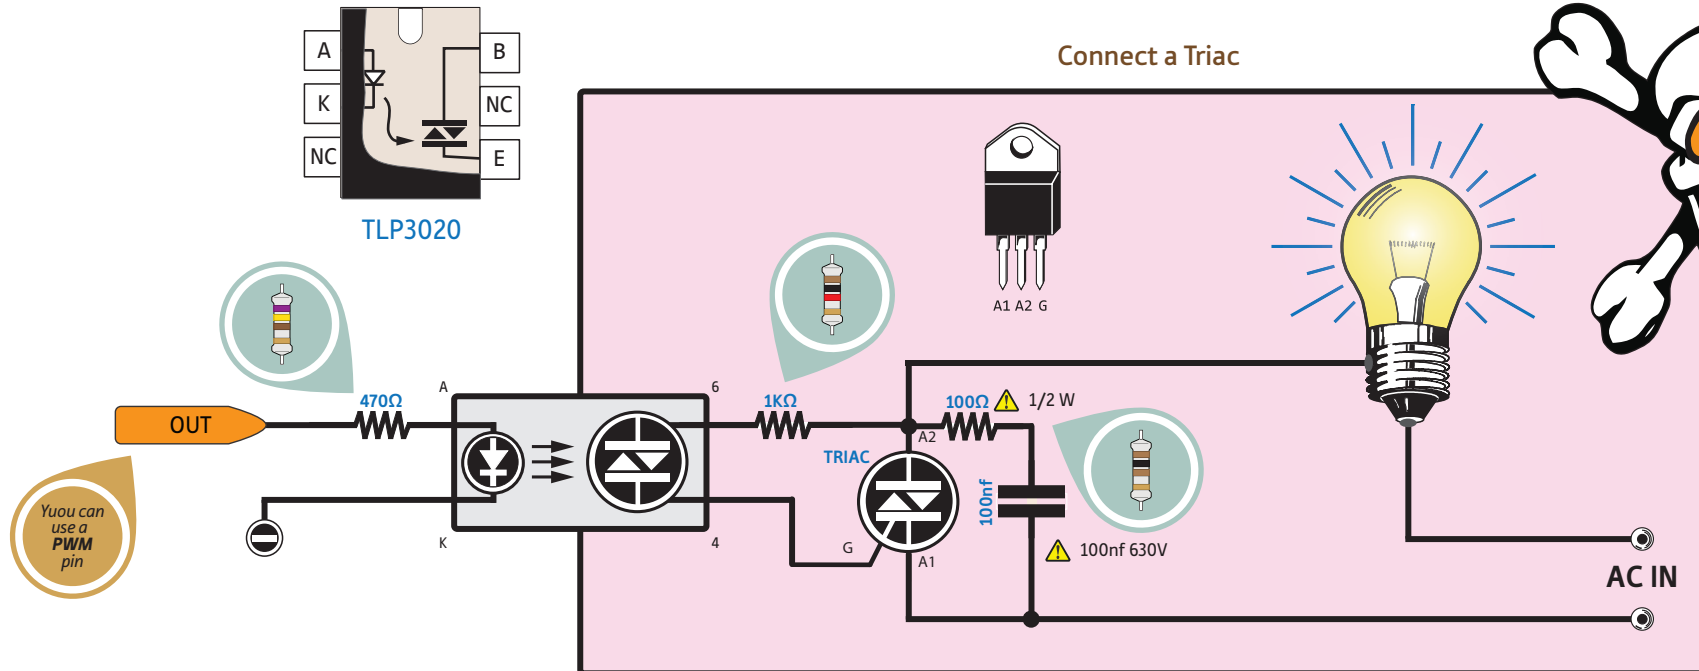 Connect a Triac
A
K
NC
B
NC
E
TLP3020
A1 A2 G
470Ω
A
6
1KΩ
100Ω
1/2 W
OUT
A2
TRIAC
100nf
Yuou can
use a
PWM
pin
K
4
G
A1
100nf 630V
AC IN